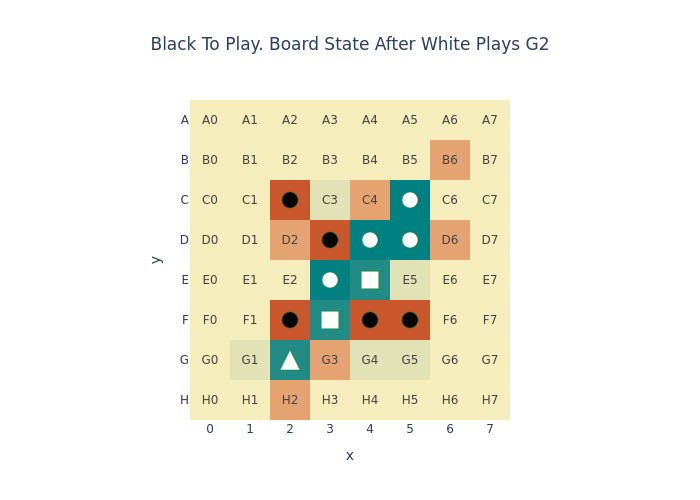 Black To Play. Board State After White Plays G2
A A0 A1 A2 A3 A4 A5 A6 A7
B B0 B1 B2 B3 B4 B5 B6 B7
C C0 C1 C3 C4 C6 C7
D D0 D1 D2 D6 D7
y
E E0 E1 E2 E5 E6 E7
F F0 F1 F6 F7
G G0 G1 G3 G4 G5 G6 G7
H H0 H1 H2 H3 H4 H5 H6 H7
0 1 2 3 4 5 6 7
x